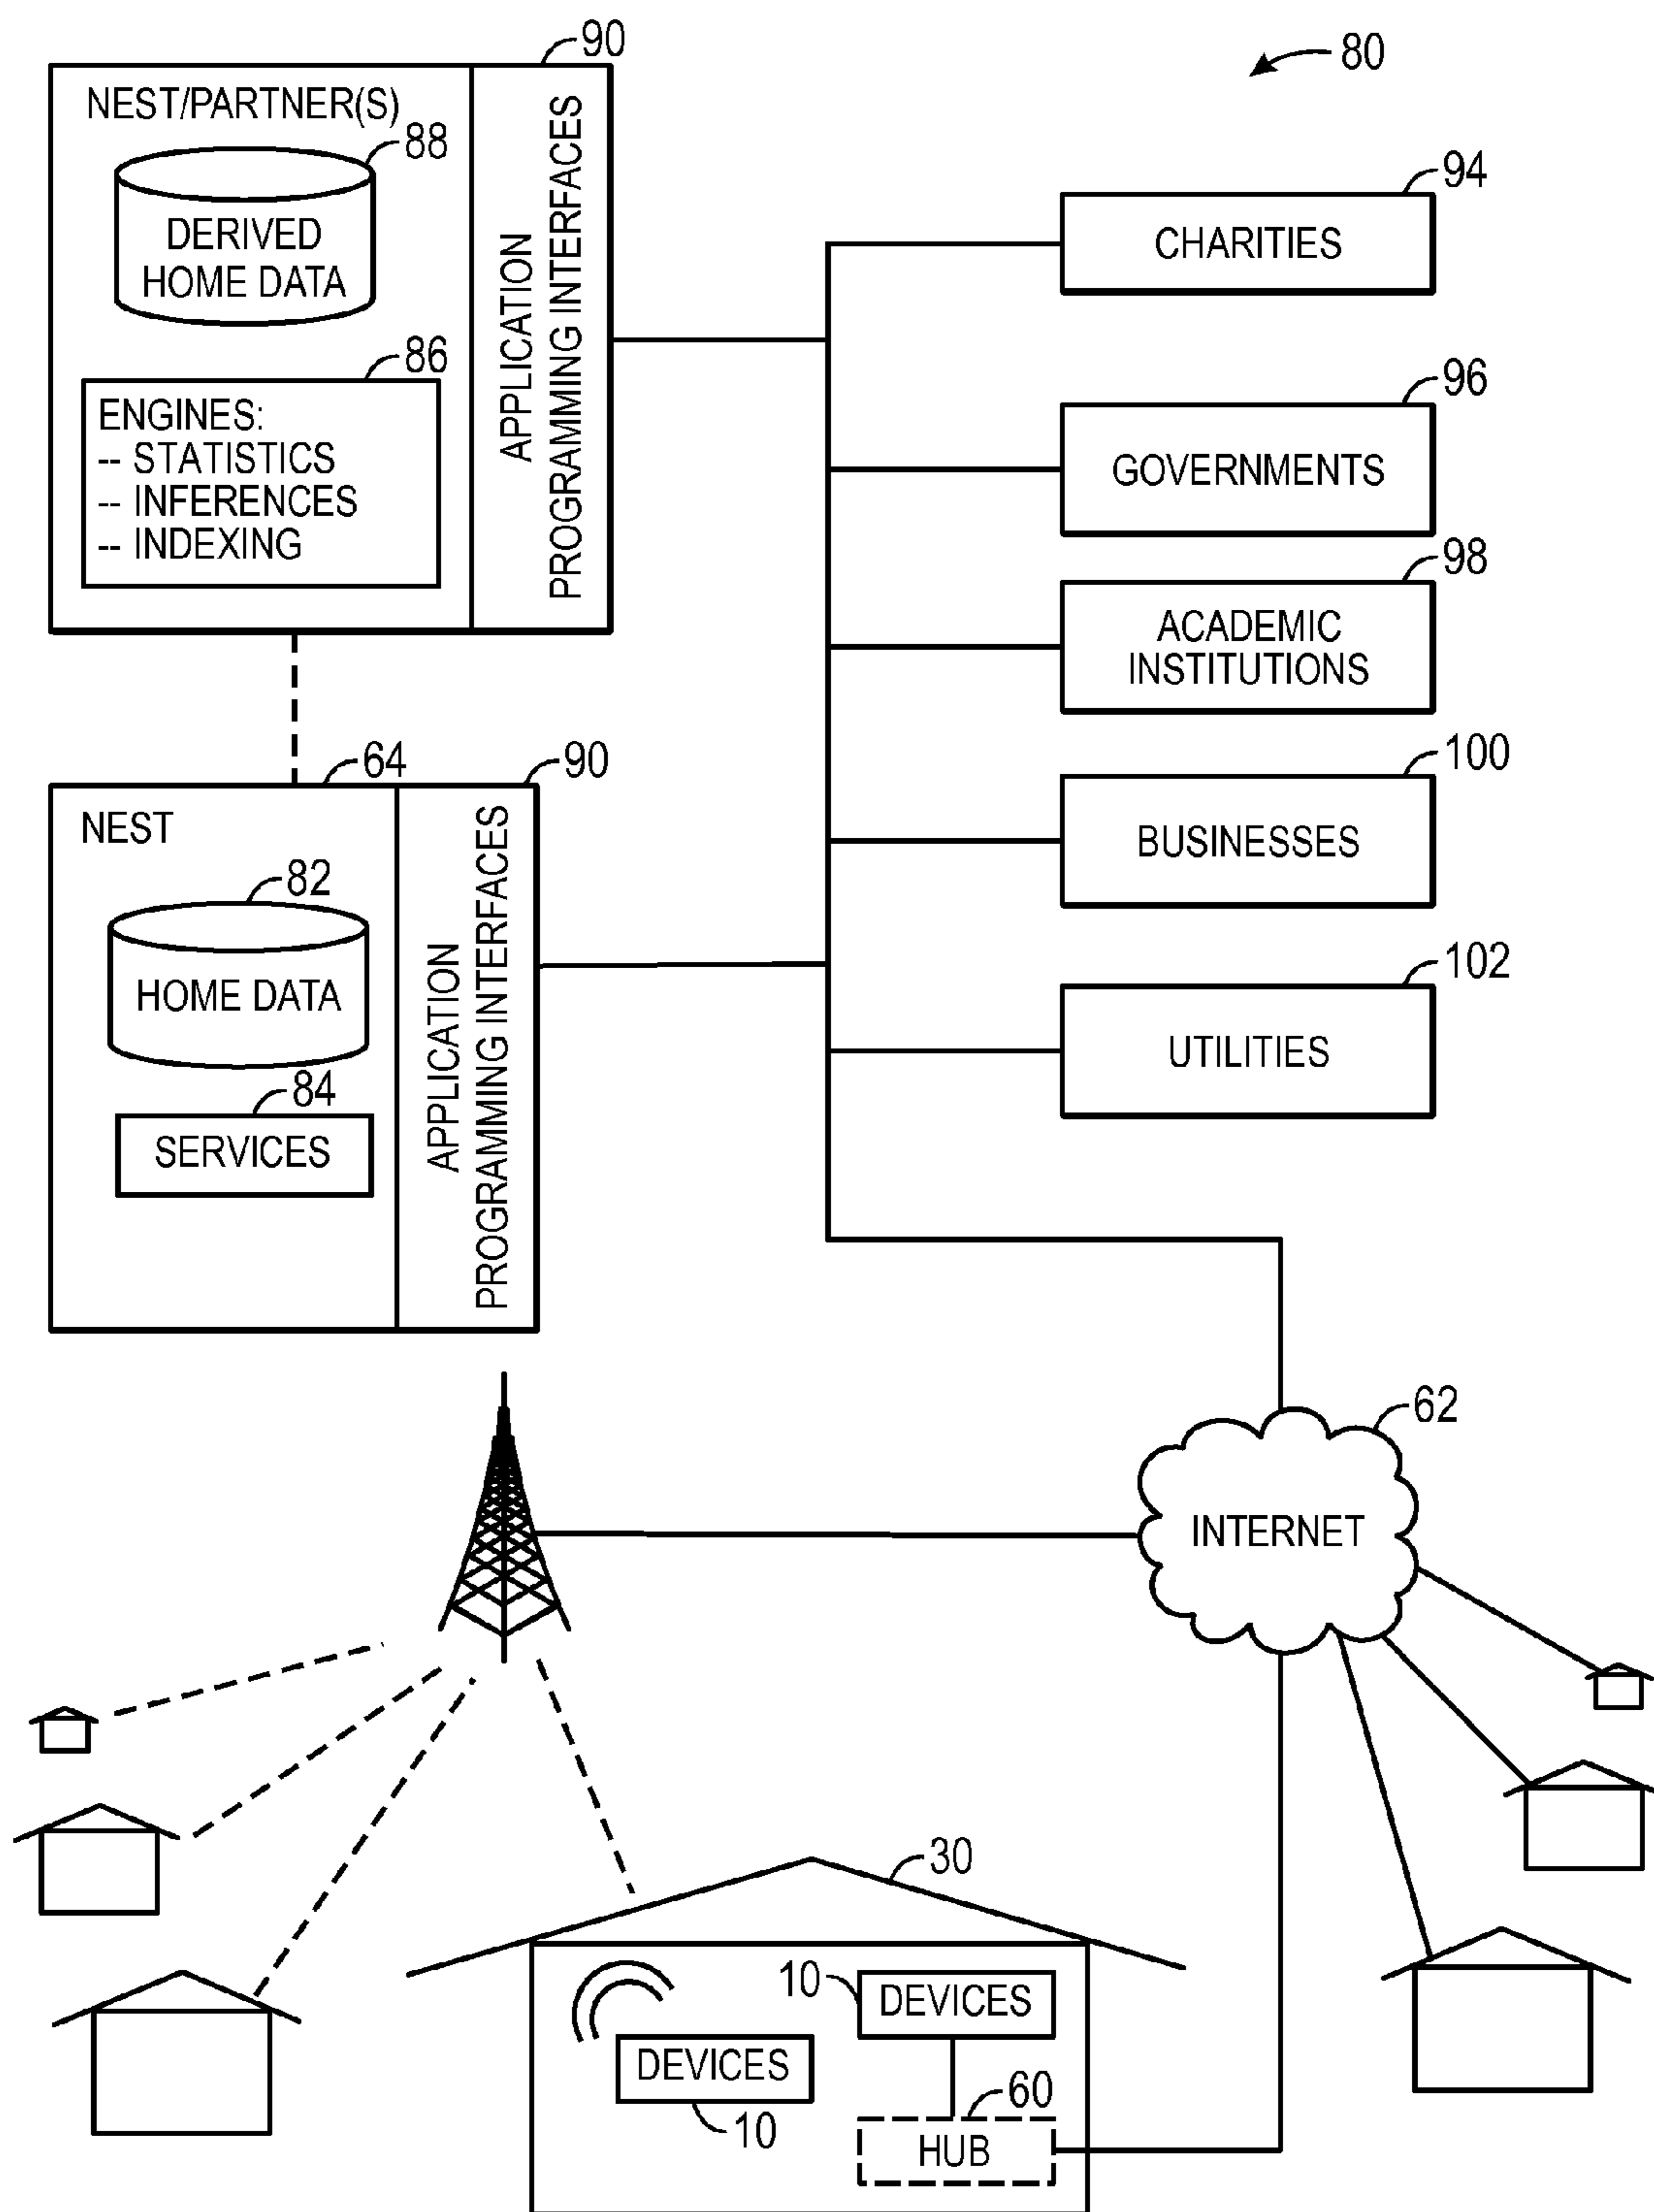 90
80
NEST/PARTNER(S)
88
DERIVED
HOME DATA
86
ENGINES:
-- STATISTICS
-- INFERENCES
-- INDEXING
APPLICATION
PROGRAMMING INTERFACES
94
CHARITIES
96
GOVERNMENTS
98
ACADEMIC
INSTITUTIONS
100
BUSINESSES
102
UTILITIES
64
90
NEST
82
HOME DATA
84
SERVICES
APPLICATION
PROGRAMMING INTERFACES
62
INTERNET
30
10
DEVICES
DEVICES
10
60
HUB